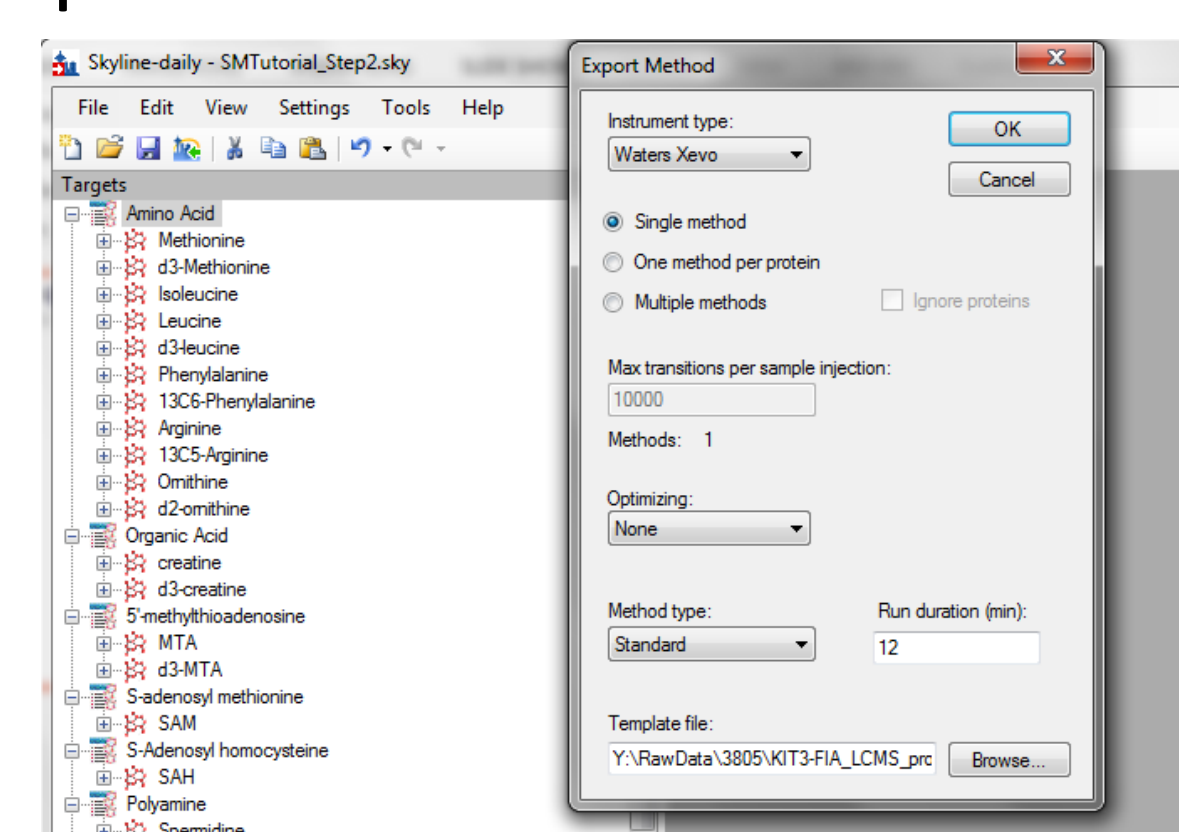 Skyline-daily - SMTutorial_Step2.sky
File Edit View Settings Tools Help
Targets
Amino Acid
Methionine
d3-Methionine
Isoleucine
Leucine
d3-leucine
Phenylalanine
13C6-Phenylalanine
Arginine
13C5-Arginine
Ornithine
d2-ornithine
Organic Acid
creatine
d3-creatine
5'-methylthioadenosine
MTA
d3-MTA
S-adenosyl methionine
SAM
S-Adenosyl homocysteine
SAH
Polyamine
Spermidine
Export Method
Instrument type:
Waters Xevo
OK
Cancel
Single method
One method per protein
Multiple methods
Ignore proteins
Max transitions per sample injection:
10000
Methods: 1
Optimizing:
None
Method type:
Run duration (min):
Standard
12
Template file:
Y:\RawData\3805\KIT3-FIA_LCMS_prc
Browse...